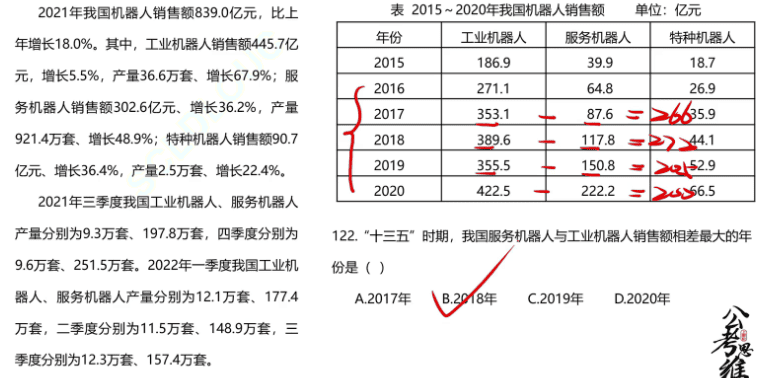 2021年我国机器人销售额839.0亿元，比上
年增长18.0%。其中，工业机器人销售额445.7亿
元，增长5.5%，产量36.6万套、增长67.9%；服
务机器人销售额302.6亿元、增长36.2%，产量
921.4万套、增长48.9%；特种机器人销售额90.7
亿元、增长36.4%，产量2.5万套、增长22.4%。
2021年三季度我国工业机器人、服务机器人
产量分别为9.3万套、197.8万套，四季度分别为
9.6万套、251.5万套。2022年一季度我国工业机
器人、服务机器人产量分别为12.1万套、177.4
万套，二季度分别为11.5万套、148.9万套，三
季度分别为12.3万套、157.4万套。
表 2015～2020年我国机器人销售额 单位：亿元
年份 工业机器人 服务机器人 特种机器人
2015 186.9 39.9 18.7
2016 271.1 64.8 26.9
2017 353.1 - 87.6 = 266 35.9
2018 389.6 - 117.8 = 272 44.1
2019 355.5 - 150.8 = 52.9
2020 422.5 - 222.2 = 66.5
122.“十三五”时期，我国服务机器人与工业机器人销售额相差最大的年
份是（ ）
A.2017年 B.2018年 C.2019年 D.2020年
公考思维